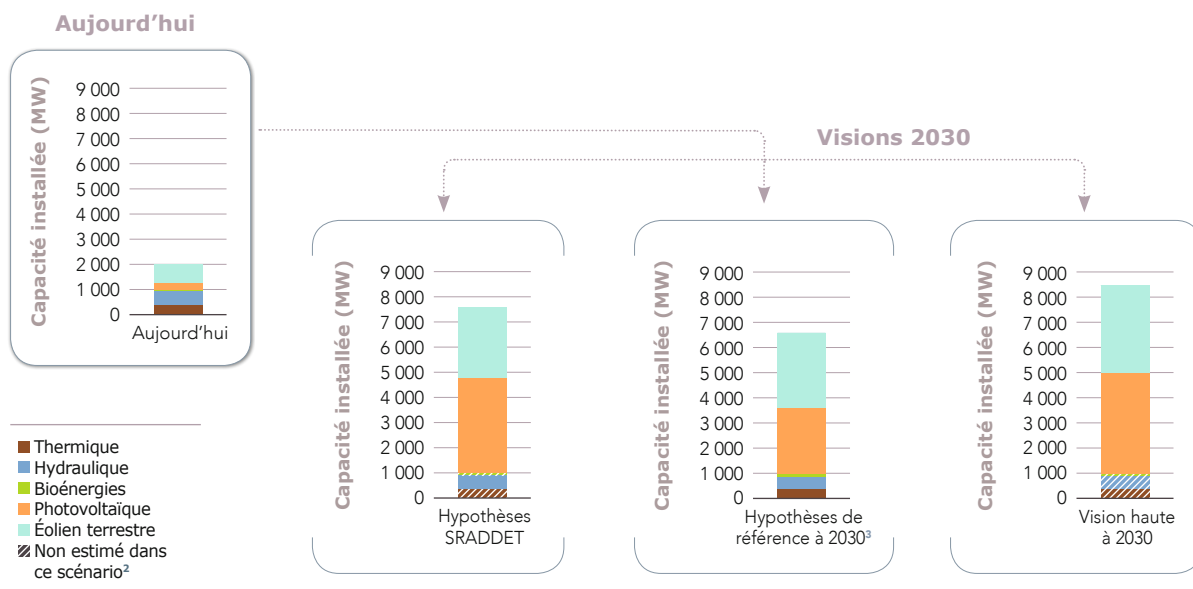 Aujourd'hui
Capacité installée (MW)
9 000
8 000
7 000
6 000
5 000
4 000
3 000
2 000
1 000
0
Aujourd'hui
Visions 2030
Capacité installée (MW)
9 000
8 000
7 000
6 000
5 000
4 000
3 000
2 000
1 000
0
Hypothèses
SRADDET
Capacité installée (MW)
9 000
8 000
7 000
6 000
5 000
4 000
3 000
2 000
1 000
0
Hypothèses de
référence à 2030³
Capacité installée (MW)
9 000
8 000
7 000
6 000
5 000
4 000
3 000
2 000
1 000
0
Vision haute
à 2030
Thermique
Hydraulique
Bioénergies
Photovoltaïque
Éolien terrestre
Non estimé dans
ce scénario²